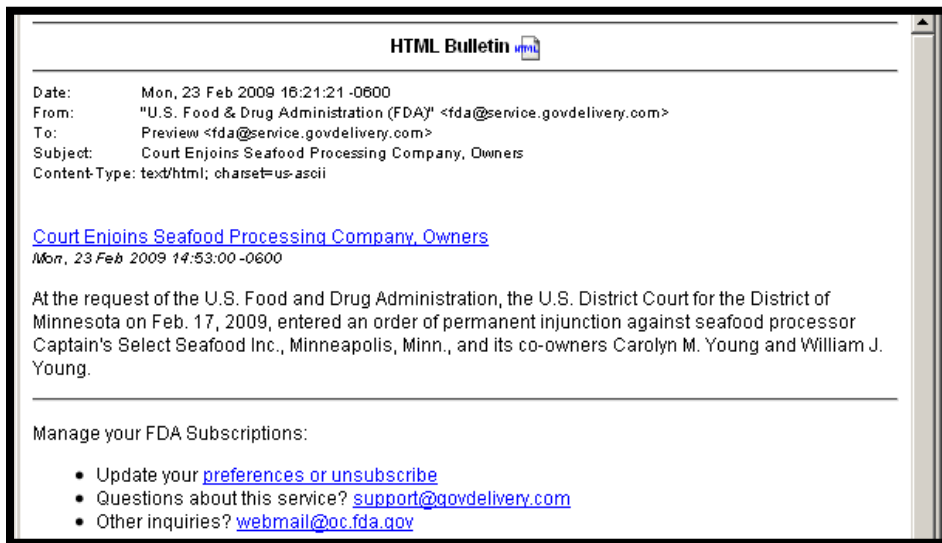 HTML Bulletin HTML
Date: Mon, 23 Feb 2009 16:21:21 -0600
From: "U.S. Food & Drug Administration (FDA)" <fda@service.govdelivery.com>
To: Preview <fda@service.govdelivery.com>
Subject: Court Enjoins Seafood Processing Company, Owners
Content-Type: text/html; charset=us-ascii
Court Enjoins Seafood Processing Company, Owners
Mon, 23 Feb 2009 14:53:00 -0600
At the request of the U.S. Food and Drug Administration, the U.S. District Court for the District of
Minnesota on Feb. 17, 2009, entered an order of permanent injunction against seafood processor
Captain's Select Seafood Inc., Minneapolis, Minn., and its co-owners Carolyn M. Young and William J.
Young.
Manage your FDA Subscriptions:
• Update your preferences or unsubscribe
• Questions about this service? support@govdelivery.com
• Other inquiries? webmail@oc.fda.gov